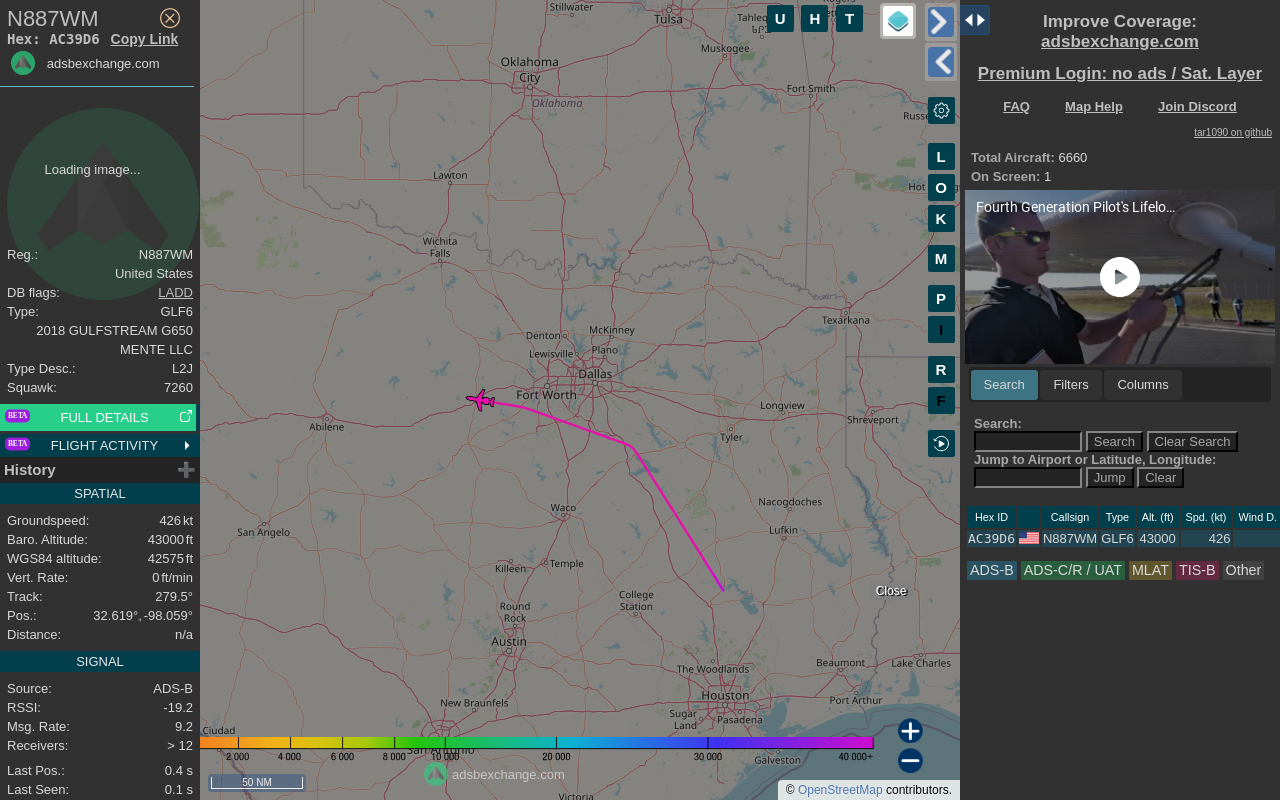 N887WM
Hex: AC39D6 Copy Link
adsbexchange.com
Loading image...
Reg.: N887WM
United States
DB flags: LADD
Type: GLF6
2018 GULFSTREAM G650
MENTE LLC
Type Desc.: L2J
Squawk: 7260
BETA FULL DETAILS
BETA FLIGHT ACTIVITY
History
SPATIAL
Groundspeed: 426 kt
Baro. Altitude: 43000 ft
WGS84 altitude: 42575 ft
Vert. Rate: 0 ft/min
Track: 279.5°
Pos.: 32.619°, -98.059°
Distance: n/a
SIGNAL
Source: ADS-B
RSSI: -19.2
Msg. Rate: 9.2
Receivers: > 12
Last Pos.: 0.4 s
Last Seen: 0.1 s
Stillwater
Tulsa
Muskogee
Oklahoma
City
Oklahoma
Fort Smith
Lawton
Wichita
Falls
Texarkana
Denton
McKinney
Lewisville
Plano
Dallas
Fort Worth
Abilene
Longview
Shreveport
Tyler
Waco
Nacogdoches
San Angelo
Lufkin
Killeen
Temple
College
Station
Round
Rock
Austin
The Woodlands
Beaumont
Lake Charles
Houston
Port Arthur
New Braunfels
Sugar
Land
Pasadena
Ciudad
San Antonio
Galveston
Victoria
U H T
L
O
K
M
P
I
R
F
Close
2 000 4 000 6 000 8 000 10 000 20 000 30 000 40 000+
50 NM
adsbexchange.com
© OpenStreetMap contributors.
Improve Coverage:
adsbexchange.com
Premium Login: no ads / Sat. Layer
FAQ Map Help Join Discord
tar1090 on github
Total Aircraft: 6660
On Screen: 1
Fourth Generation Pilot's Lifelo...
Search Filters Columns
Search:
Search Clear Search
Jump to Airport or Latitude, Longitude:
Jump Clear
Hex ID Callsign Type Alt. (ft) Spd. (kt) Wind D.
AC39D6 N887WM GLF6 43000 426
ADS-B ADS-C/R / UAT MLAT TIS-B Other